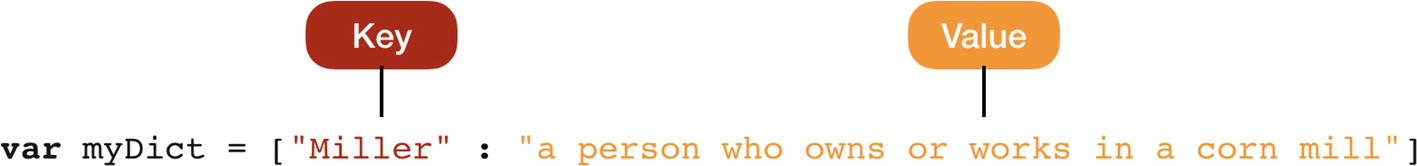 Key Value
var myDict = ["Miller" : "a person who owns or works in a corn mill"]